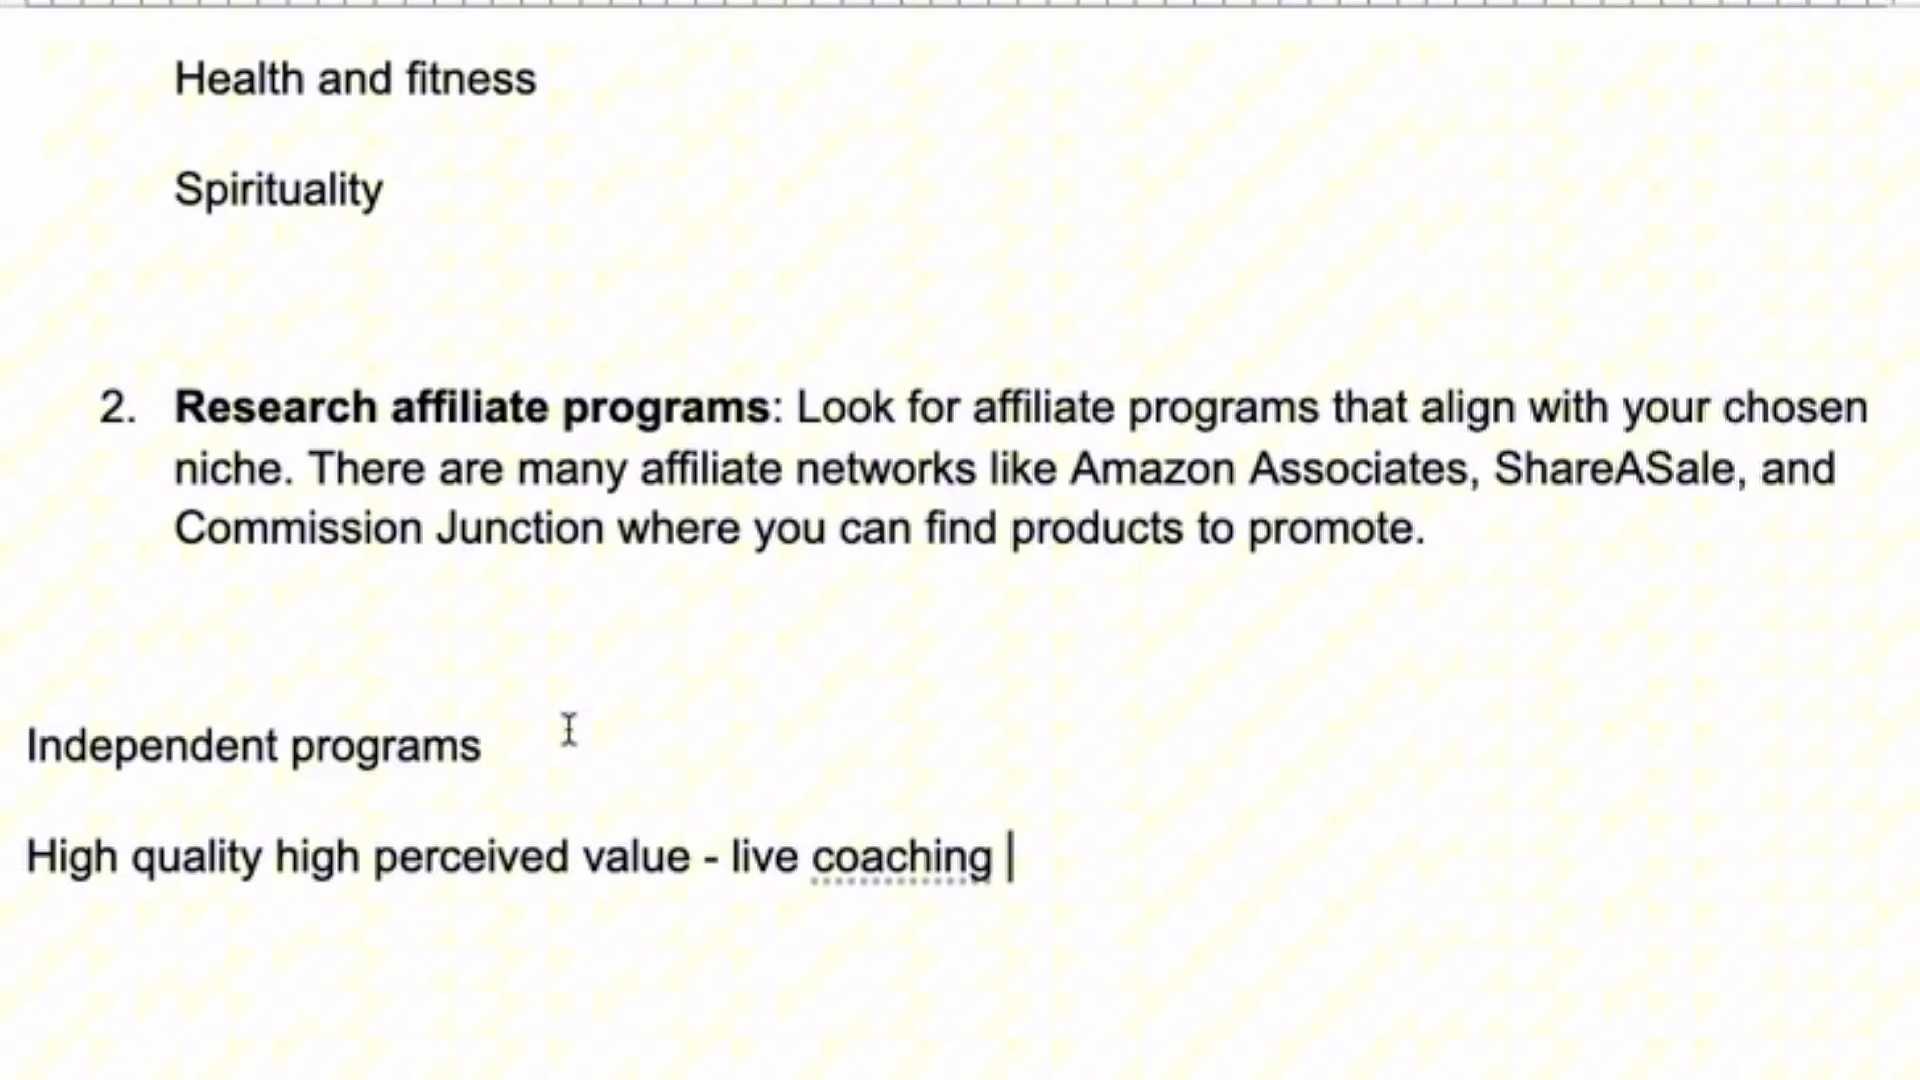 Health and fitness
Spirituality
2. Research affiliate programs: Look for affiliate programs that align with your chosen
niche. There are many affiliate networks like Amazon Associates, ShareASale, and
Commission Junction where you can find products to promote.
Independent programs
High quality high perceived value - live coaching